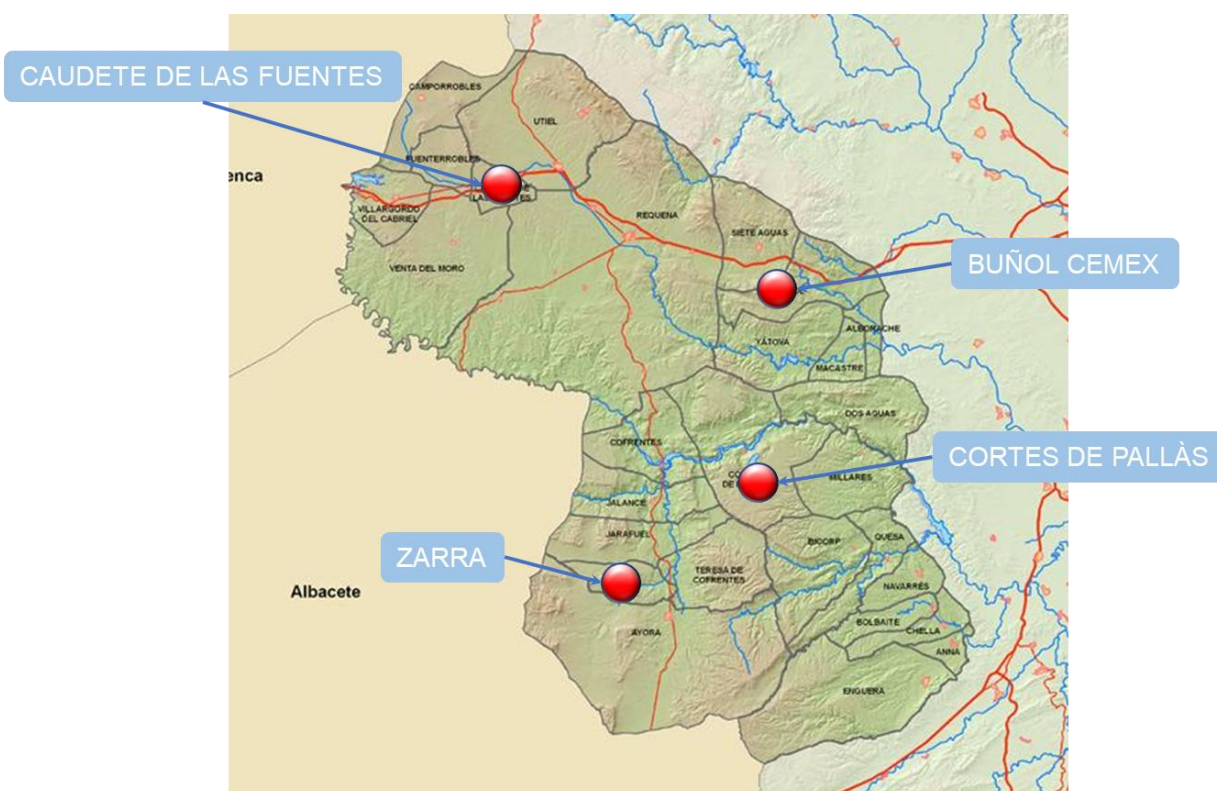 CAUDETE DE LAS FUENTES
CAMPORROBLES
UTIEL
FUENTERROBLES
enca
VILLARGORDO
DEL CABRIEL
REQUENA
SIETE AGUAS
VENTA DEL MORO
BUÑOL CEMEX
ALBORACHE
YÁTOVA
MACASTRE
DOS AGUAS
COFRENTES
CORTES DE PALLÀS
MILLARES
JALANCE
JARAFUEL
BICORP
QUESA
ZARRA
TERESA DE
COFRENTES
NAVARRÉS
Albacete
BOLBAITE
CHELLA
AYORA
ANNA
ENGUERA